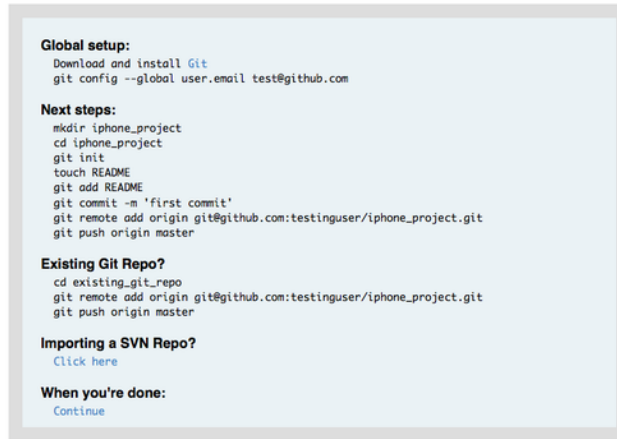 Global setup:
Download and install Git
git config --global user.email test@github.com
Next steps:
mkdir iphone_project
cd iphone_project
git init
touch README
git add README
git commit -m 'first commit'
git remote add origin git@github.com:testinguser/iphone_project.git
git push origin master
Existing Git Repo?
cd existing_git_repo
git remote add origin git@github.com:testinguser/iphone_project.git
git push origin master
Importing a SVN Repo?
Click here
When you're done:
Continue